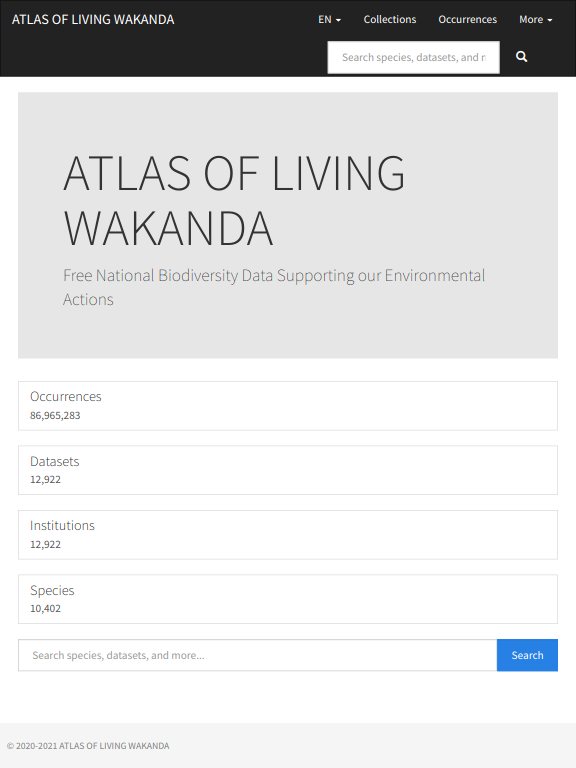 ATLAS OF LIVING WAKANDA
EN
Collections
Occurrences
More
Search species, datasets, and
ATLAS OF LIVING
WAKANDA
Free National Biodiversity Data Supporting our Environmental
Actions
Occurrences
86,965,283
Datasets
12,922
Institutions
12,922
Species
10,402
Search species, datasets, and more...
Search
© 2020-2021 ATLAS OF LIVING WAKANDA